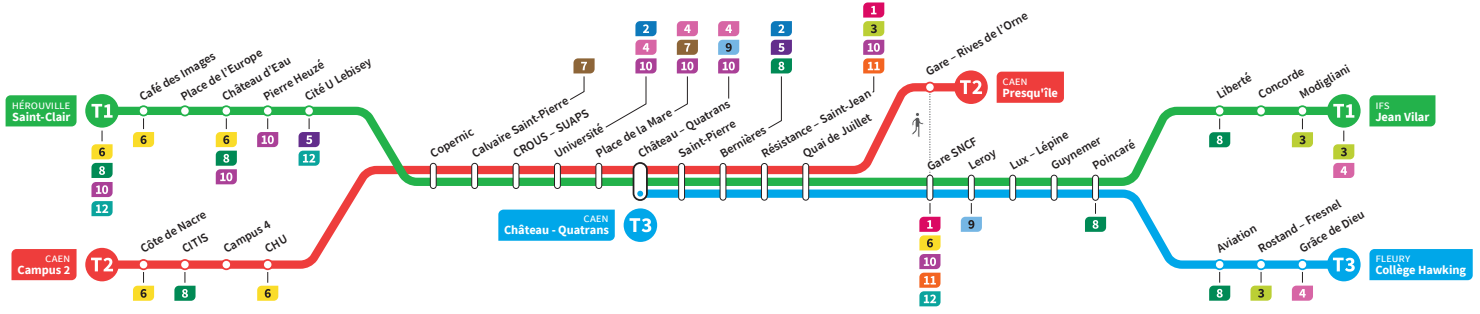 HÉROUVILLE
Saint-Clair
T1
6
8
10
12
Café des Images
6
Place de l'Europe
Château d'Eau
6
8
10
Pierre Heuzé
10
Cité U Lebisey
5
12
CAEN
Campus 2
T2
Côte de Nacre
6
CITIS
8
Campus 4
CHU
6
Copernic
Calvaire Saint-Pierre
7
CROUS – SUAPS
Université
2
4
10
Place de la Mare
4
7
10
Château – Quatrans
4
9
10
CAEN
Château - Quatrans
T3
Saint-Pierre
Bernières
2
5
8
Résistance – Saint-Jean
1
3
10
11
Quai de Juillet
Gare – Rives de l'Orne
T2
CAEN
Presqu'île
Gare SNCF
1
6
10
11
12
Leroy
9
Lux – Lépine
Guynemer
Poincaré
8
Liberté
8
Concorde
Modigliani
3
T1
3
4
IFS
Jean Vilar
Aviation
8
Rostand – Fresnel
3
Grâce de Dieu
4
T3
FLEURY
Collège Hawking